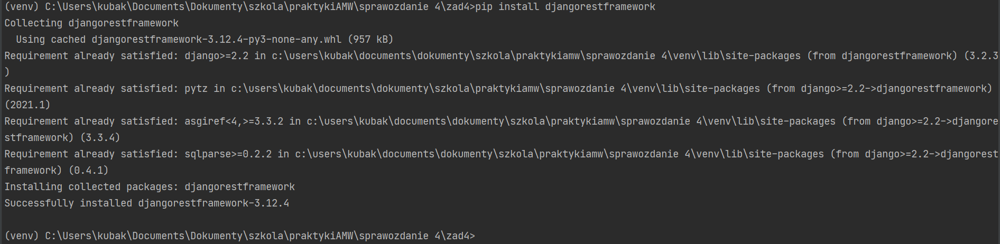 (venv) C:\Users\kubak\Documents\Dokumenty\szkola\praktykiAMW\sprawozdanie 4\zad4>pip install djangorestframework
Collecting djangorestframework
  Using cached djangorestframework-3.12.4-py3-none-any.whl (957 kB)
Requirement already satisfied: django>=2.2 in c:\users\kubak\documents\dokumenty\szkola\praktykiamw\sprawozdanie 4\venv\lib\site-packages (from djangorestframework) (3.2.3
)
Requirement already satisfied: pytz in c:\users\kubak\documents\dokumenty\szkola\praktykiamw\sprawozdanie 4\venv\lib\site-packages (from django>=2.2->djangorestframework)
(2021.1)
Requirement already satisfied: asgiref<4,>=3.3.2 in c:\users\kubak\documents\dokumenty\szkola\praktykiamw\sprawozdanie 4\venv\lib\site-packages (from django>=2.2->djangore
stframework) (3.3.4)
Requirement already satisfied: sqlparse>=0.2.2 in c:\users\kubak\documents\dokumenty\szkola\praktykiamw\sprawozdanie 4\venv\lib\site-packages (from django>=2.2->djangorest
framework) (0.4.1)
Installing collected packages: djangorestframework
Successfully installed djangorestframework-3.12.4
(venv) C:\Users\kubak\Documents\Dokumenty\szkola\praktykiAMW\sprawozdanie 4\zad4>